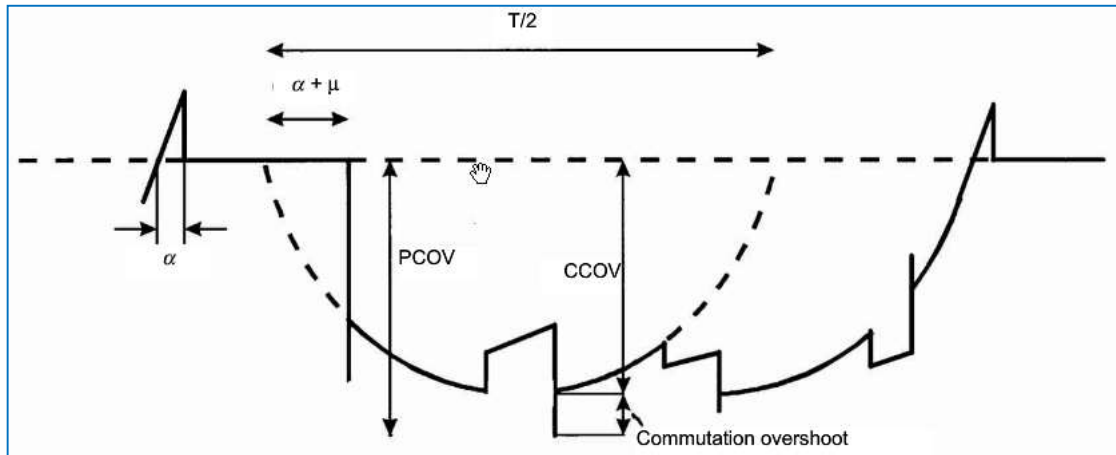 T/2
α + μ
α
PCOV
CCOV
Commutation overshoot